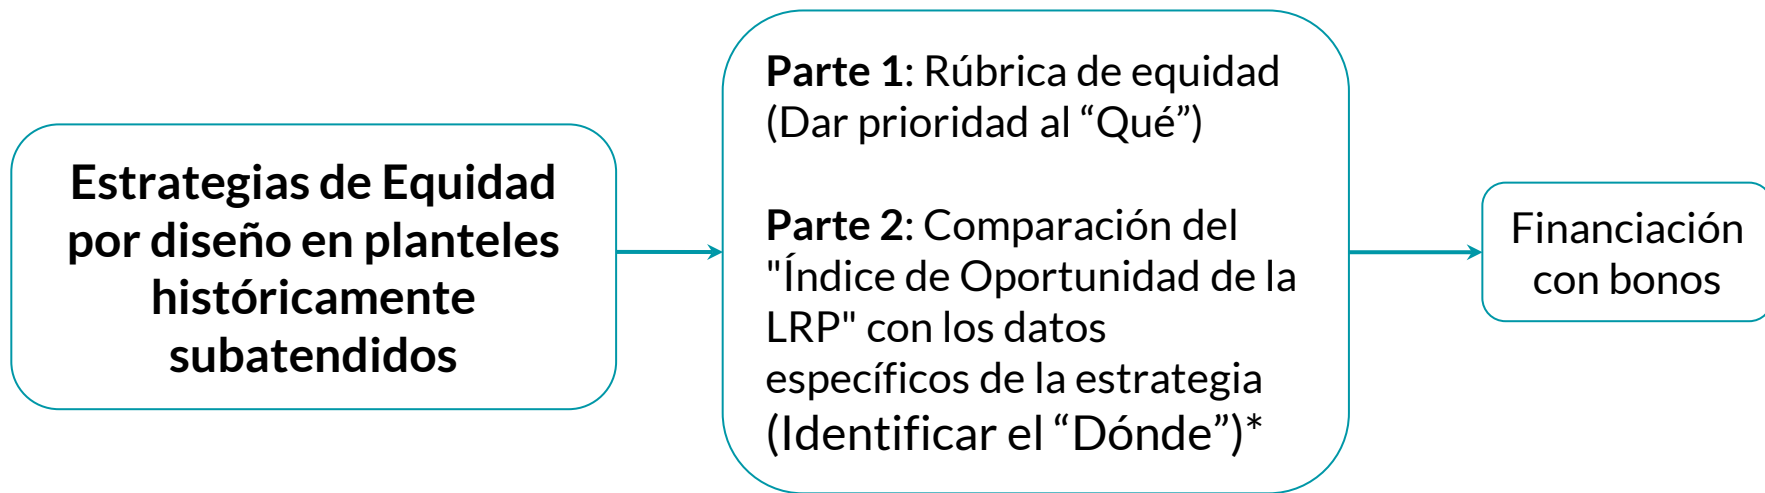 Estrategias de Equidad
por diseño en planteles
históricamente
subatendidos
Parte 1: Rúbrica de equidad
(Dar prioridad al “Qué”)
Parte 2: Comparación del
"Índice de Oportunidad de la
LRP" con los datos
específicos de la estrategia
(Identificar el “Dónde”)*
Financiación
con bonos